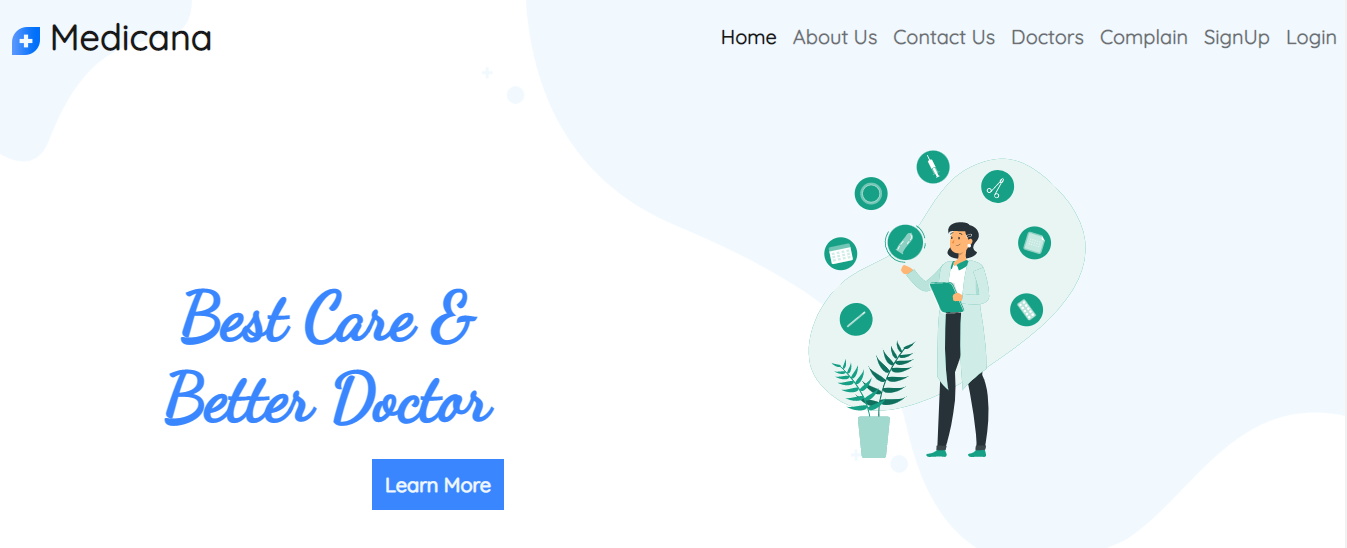 Medicana
Home About Us Contact Us Doctors Complain SignUp Login
Best Care &
Better Doctor
Learn More